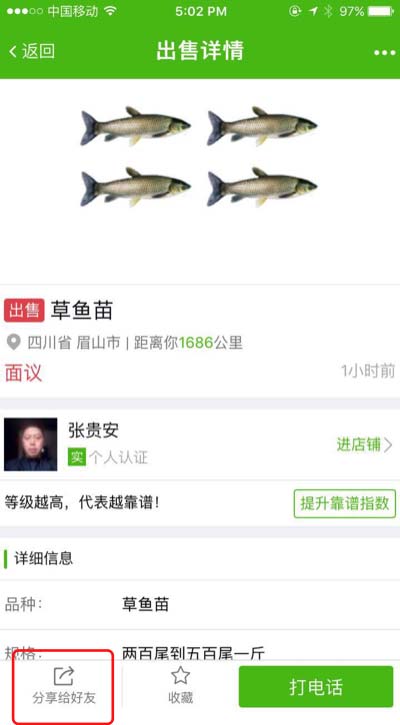 中国移动 5:02 PM 97%
返回 出售详情
出售 草鱼苗
四川省 眉山市 | 距离你1686公里
面议 1小时前
张贵安
实 个人认证 进店铺
等级越高，代表越靠谱！ 提升靠谱指数
详细信息
品种： 草鱼苗
规格： 两百尾到五百尾一斤
分享给好友 收藏 打电话